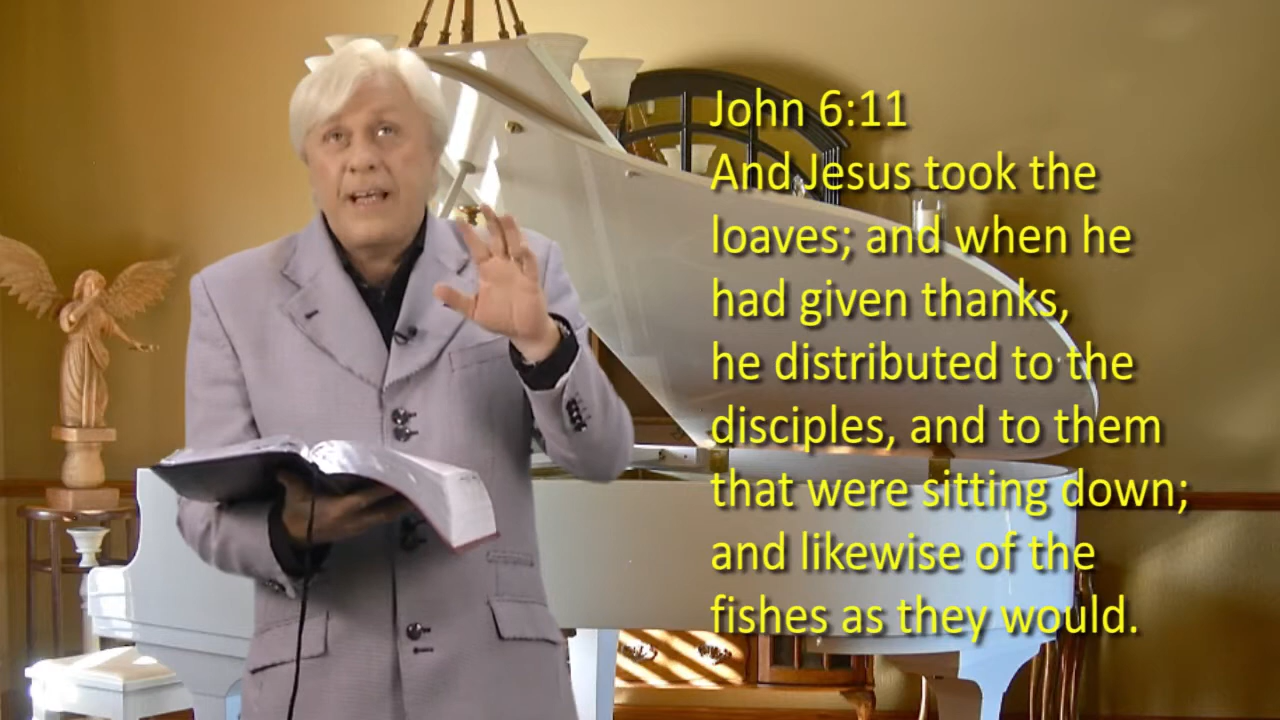 John 6:11
And Jesus took the
loaves; and when he
had given thanks,
he distributed to the
disciples, and to them
that were sitting down;
and likewise of the
fishes as they would.